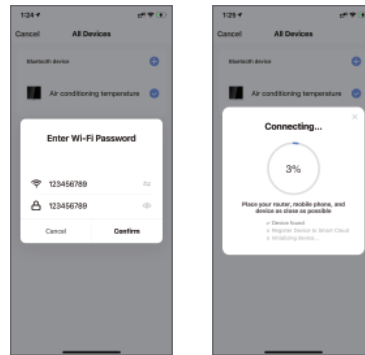 1:24
Cancel All Devices
Bluetooth device
Air conditioning temperature
Enter Wi-Fi Password
123456789
123456789
Cancel Confirm
1:25
Cancel All Devices
Bluetooth device
Air conditioning temperature
Connecting...
3%
Place your router, mobile phone, and
device as close as possible
Device found
Register Device to Smart Cloud
Initializing device...